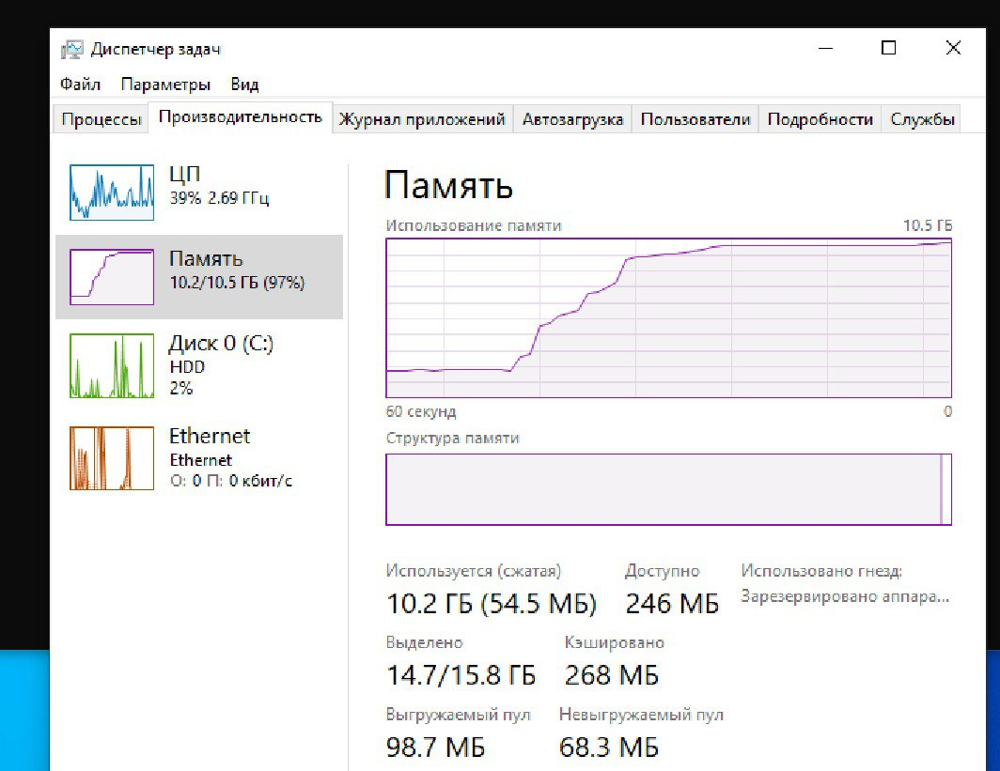 Диспетчер задач
Файл Параметры Вид
Процессы Производительность Журнал приложений Автозагрузка Пользователи Подробности Службы
ЦП
39% 2.69 ГГц
Память
10.2/10.5 ГБ (97%)
Диск 0 (C:)
HDD
2%
Ethernet
Ethernet
О: 0 П: 0 кбит/с
Память
Использование памяти 10.5 ГБ
60 секунд 0
Структура памяти
Используется (сжатая) Доступно Использовано гнезд:
10.2 ГБ (54.5 МБ) 246 МБ Зарезервировано аппара...
Выделено Кэшировано
14.7/15.8 ГБ 268 МБ
Выгружаемый пул Невыгружаемый пул
98.7 МБ 68.3 МБ